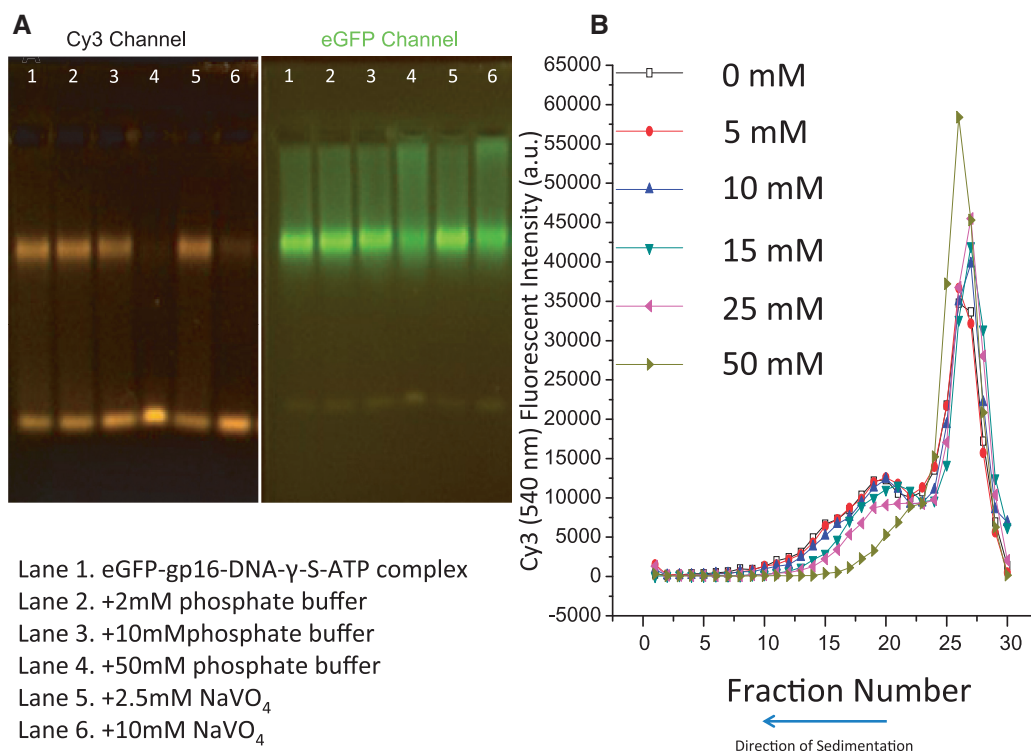 A
Cy3 Channel
eGFP Channel
1 2 3 4 5 6
1 2 3 4 5 6
Lane 1. eGFP-gp16-DNA-γ-S-ATP complex
Lane 2. +2mM phosphate buffer
Lane 3. +10mMphosphate buffer
Lane 4. +50mM phosphate buffer
Lane 5. +2.5mM NaVO4
Lane 6. +10mM NaVO4
B
Cy3 (540 nm) Fluorescent Intensity (a.u.)
65000
60000
55000
50000
45000
40000
35000
30000
25000
20000
15000
10000
5000
0
-5000
0 mM
5 mM
10 mM
15 mM
25 mM
50 mM
0 5 10 15 20 25 30
Fraction Number
Direction of Sedimentation